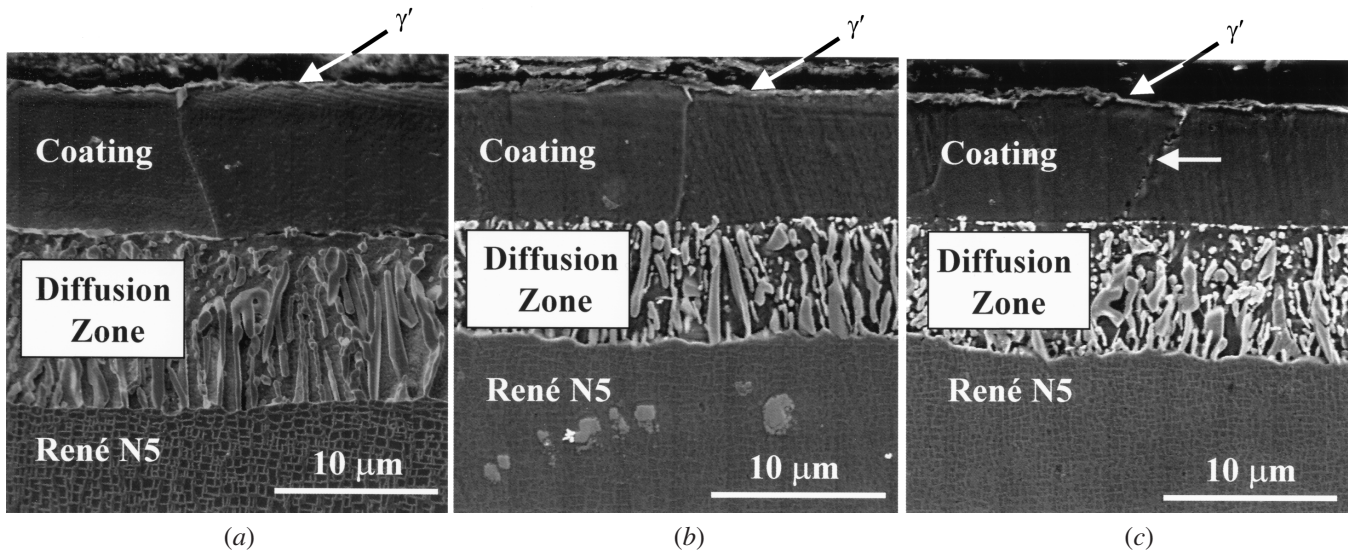 γ′
Coating
Diffusion
Zone
René N5
10 μm
(a)
γ′
Coating
Diffusion
Zone
René N5
10 μm
(b)
γ′
Coating
Diffusion
Zone
René N5
10 μm
(c)